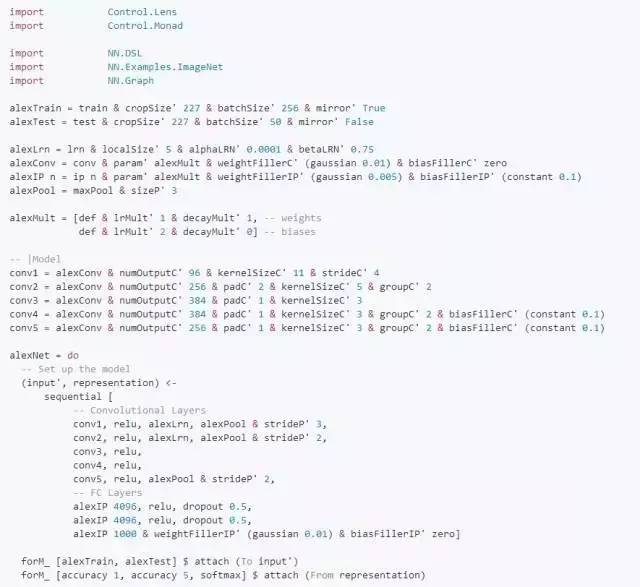 import Control.Lens
import Control.Monad
import NN.DSL
import NN.Examples.ImageNet
import NN.Graph
alexTrain = train & cropSize' 227 & batchSize' 256 & mirror' True
alexTest = test & cropSize' 227 & batchSize' 50 & mirror' False
alexLrn = lrn & localSize' 5 & alphaLRN' 0.0001 & betaLRN' 0.75
alexConv = conv & param' alexMult & weightFillerC' (gaussian 0.01) & biasFillerC' zero
alexIP n = ip n & param' alexMult & weightFillerIP' (gaussian 0.005) & biasFillerIP' (constant 0.1)
alexPool = maxPool & sizeP' 3
alexMult = [def & lrMult' 1 & decayMult' 1, -- weights
def & lrMult' 2 & decayMult' 0] -- biases
-- |Model
conv1 = alexConv & numOutputC' 96 & kernelSizeC' 11 & strideC' 4
conv2 = alexConv & numOutputC' 256 & padC' 2 & kernelSizeC' 5 & groupC' 2
conv3 = alexConv & numOutputC' 384 & padC' 1 & kernelSizeC' 3
conv4 = alexConv & numOutputC' 384 & padC' 1 & kernelSizeC' 3 & groupC' 2 & biasFillerC' (constant 0.1)
conv5 = alexConv & numOutputC' 256 & padC' 1 & kernelSizeC' 3 & groupC' 2 & biasFillerC' (constant 0.1)
alexNet = do
-- Set up the model
(input', representation) <-
sequential [
-- Convolutional Layers
conv1, relu, alexLrn, alexPool & strideP' 3,
conv2, relu, alexLrn, alexPool & strideP' 2,
conv3, relu,
conv4, relu,
conv5, relu, alexPool & strideP' 2,
-- FC Layers
alexIP 4096, relu, dropout 0.5,
alexIP 4096, relu, dropout 0.5,
alexIP 1000 & weightFillerIP' (gaussian 0.01) & biasFillerIP' zero]
forM_ [alexTrain, alexTest] $ attach (To input')
forM_ [accuracy 1, accuracy 5, softmax] $ attach (From representation)